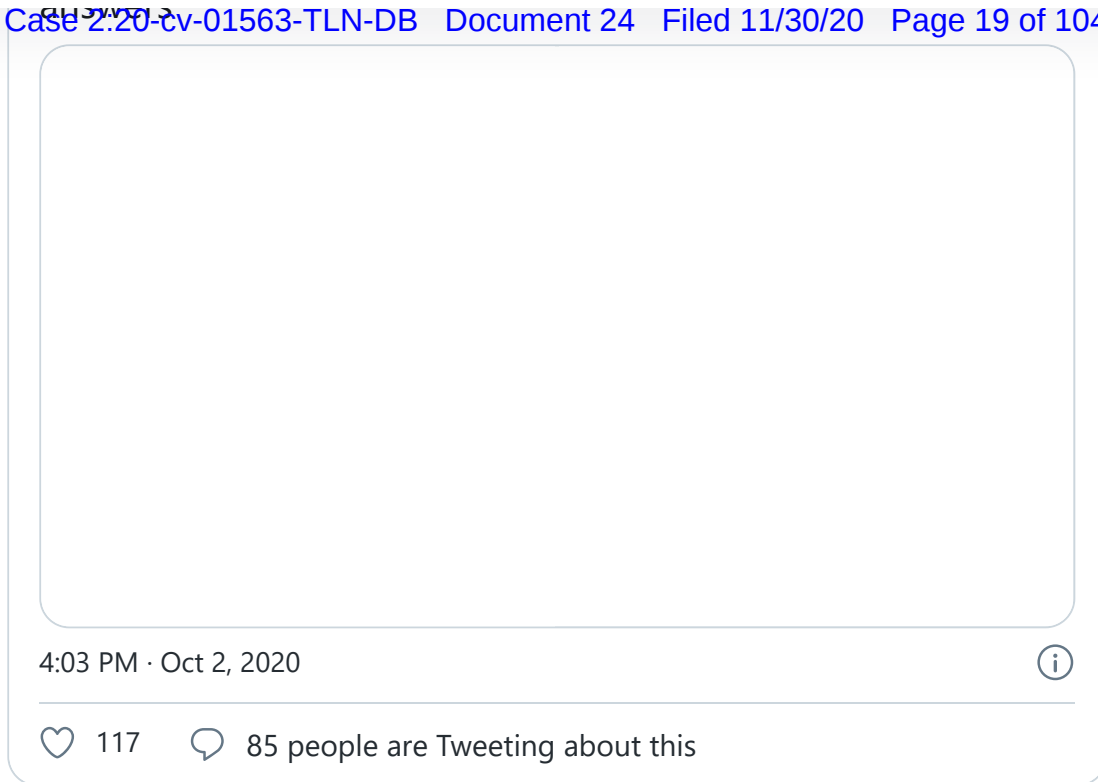 answers
Case 2:20-cv-01563-TLN-DB Document 24 Filed 11/30/20 Page 19 of 104
4:03 PM · Oct 2, 2020
117 85 people are Tweeting about this